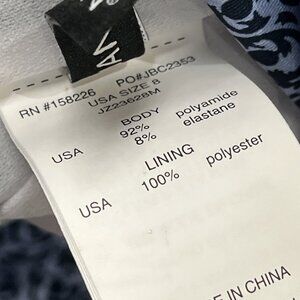 RN #158226 PO#JBC2353
USA SIZE 8
JZ23628M
BODY
USA 92% polyamide
8% elastane
LINING
USA 100% polyester
IN CHINA